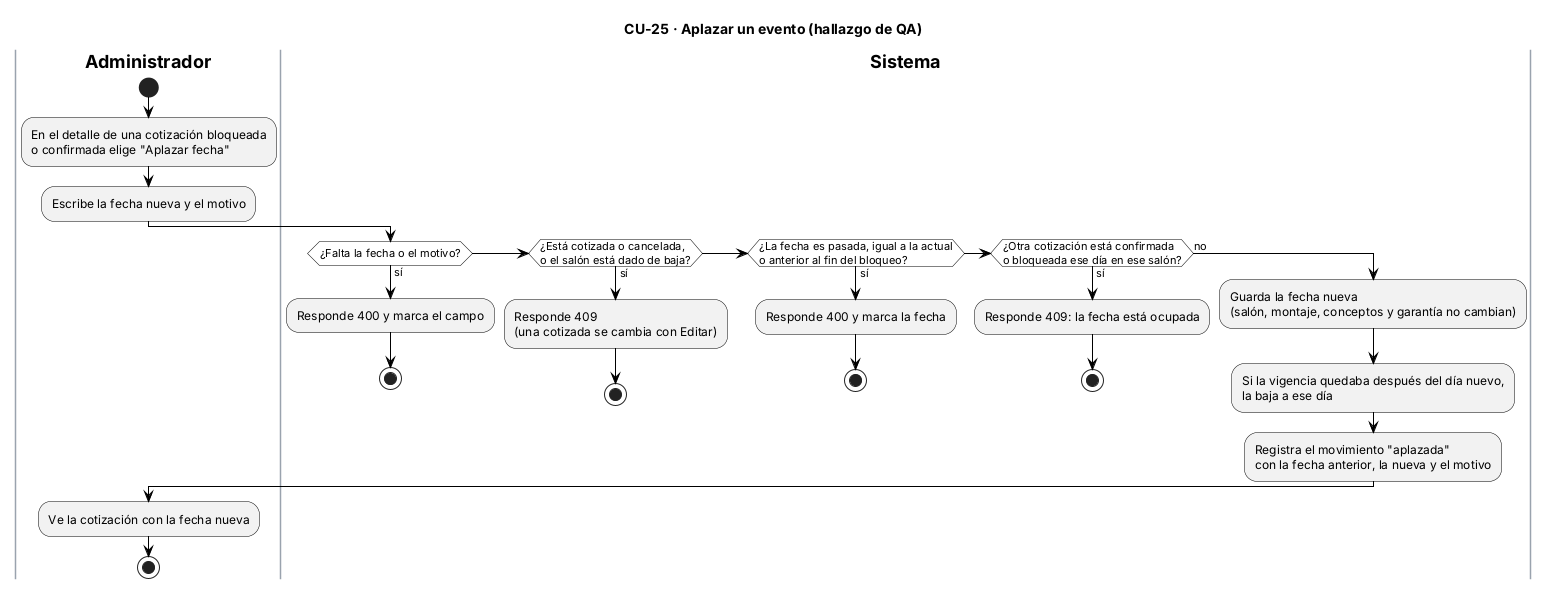 CU-25 · Aplazar un evento (hallazgo de QA)
Administrador
Sistema
En el detalle de una cotización bloqueada
o confirmada elige "Aplazar fecha"
Escribe la fecha nueva y el motivo
¿Falta la fecha o el motivo?
sí
Responde 400 y marca el campo
¿Está cotizada o cancelada,
o el salón está dado de baja?
sí
Responde 409
(una cotizada se cambia con Editar)
¿La fecha es pasada, igual a la actual
o anterior al fin del bloqueo?
sí
Responde 400 y marca la fecha
¿Otra cotización está confirmada
o bloqueada ese día en ese salón?
sí
Responde 409: la fecha está ocupada
no
Guarda la fecha nueva
(salón, montaje, conceptos y garantía no cambian)
Si la vigencia quedaba después del día nuevo,
la baja a ese día
Registra el movimiento "aplazada"
con la fecha anterior, la nueva y el motivo
Ve la cotización con la fecha nueva